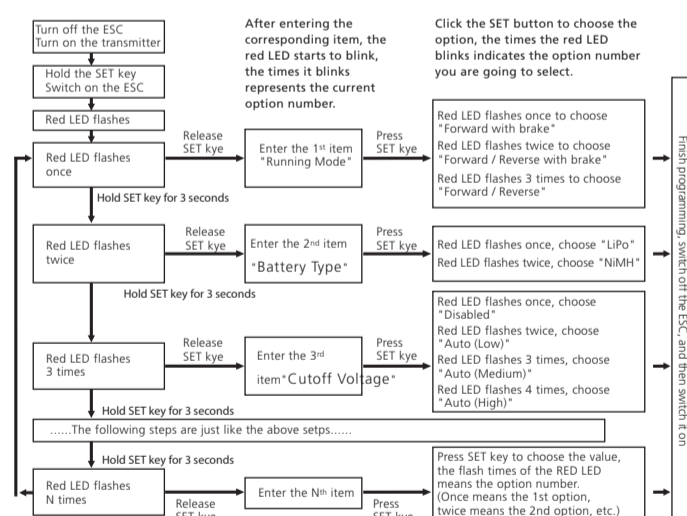 Turn off the ESC
Turn on the transmitter
Hold the SET key
Switch on the ESC
Red LED flashes
After entering the
corresponding item, the
red LED starts to blink,
the times it blinks
represents the current
option number.
Click the SET button to choose the
option, the times the red LED
blinks indicates the option number
you are going to select.
Red LED flashes
once
Release
SET kye
Enter the 1st item
"Running Mode"
Press
SET kye
Red LED flashes once to choose
"Forward with brake"
Red LED flashes twice to choose
"Forward / Reverse with brake"
Red LED flashes 3 times to choose
"Forward / Reverse"
Hold SET key for 3 seconds
Red LED flashes
twice
Release
SET kye
Enter the 2nd item
"Battery Type"
Press
SET kye
Red LED flashes once, choose "LiPo"
Red LED flashes twice, choose "NiMH"
Hold SET key for 3 seconds
Red LED flashes
3 times
Release
SET kye
Enter the 3rd
item"Cutoff Voltage"
Press
SET kye
Red LED flashes once, choose
"Disabled"
Red LED flashes twice, choose
"Auto (Low)"
Red LED flashes 3 times, choose
"Auto (Medium)"
Red LED flashes 4 times, choose
"Auto (High)"
Hold SET key for 3 seconds
......The following steps are just like the above setps......
Hold SET key for 3 seconds
Red LED flashes
N times
Release
SET kye
Enter the Nth item
Press
SET kye
Press SET key to choose the value,
the flash times of the RED LED
means the option number.
(Once means the 1st option,
twice means the 2nd option, etc.)
Finish programming, switch off the ESC, and then switch it on